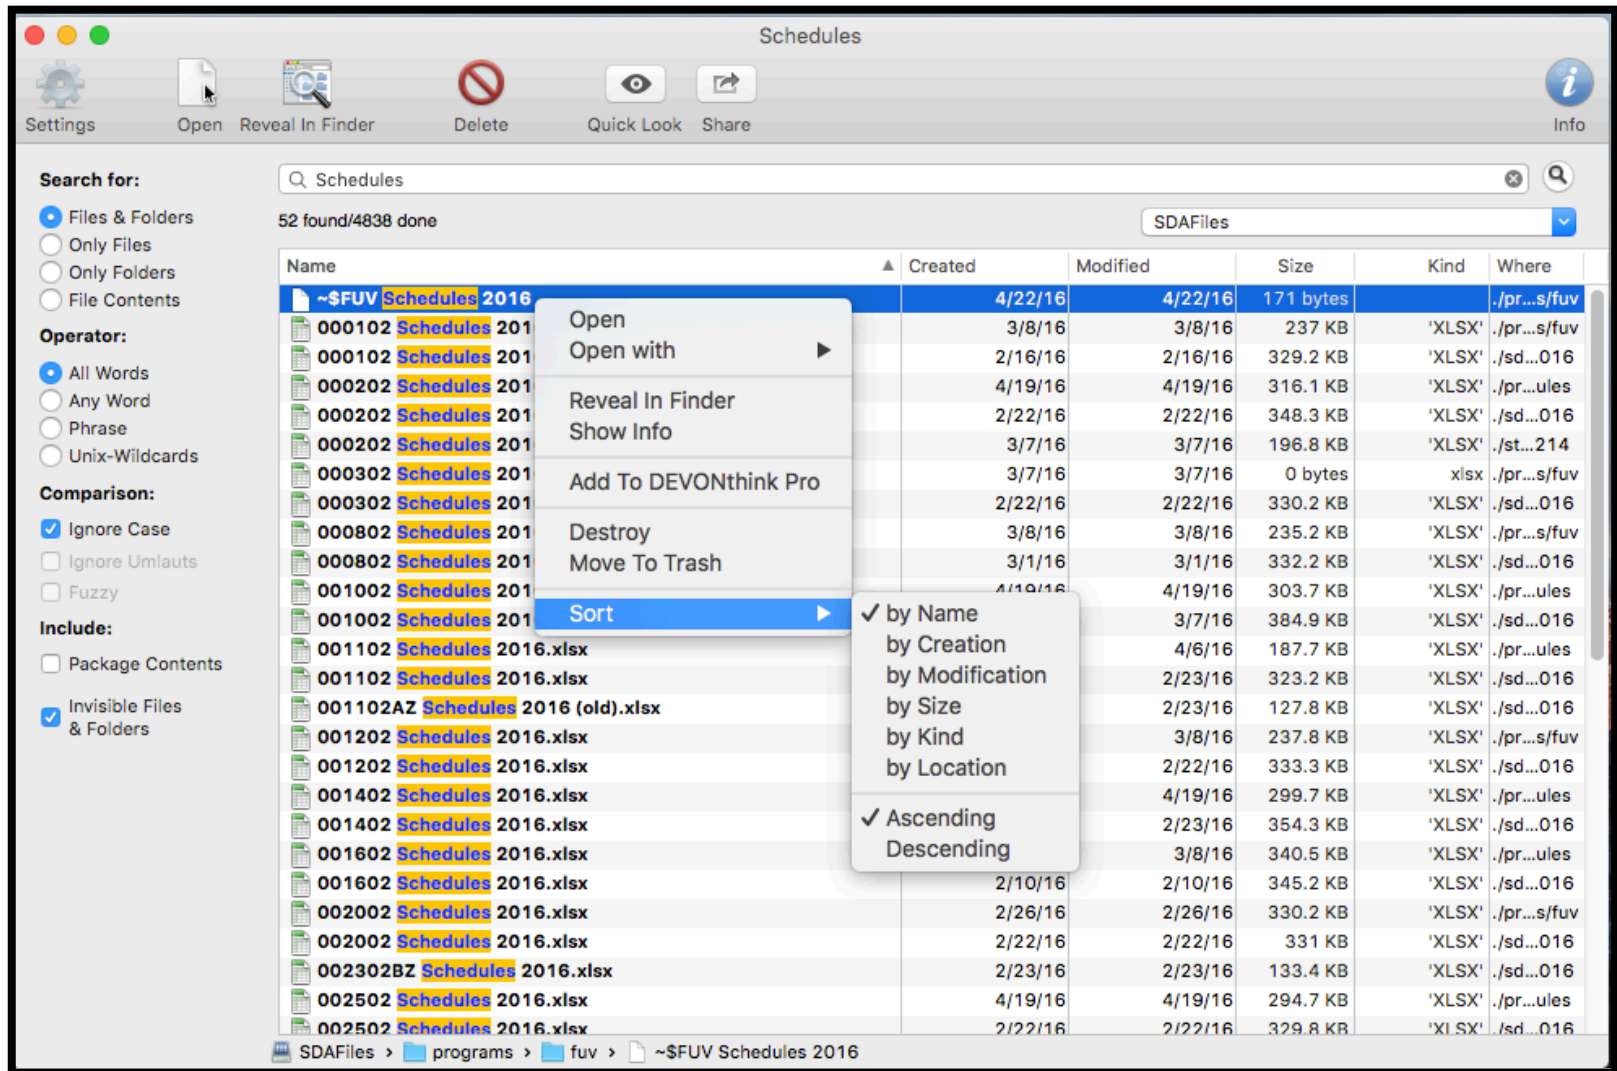 Schedules
Settings Open Reveal In Finder Delete Quick Look Share Info
Search for:
Files & Folders
Only Files
Only Folders
File Contents
Operator:
All Words
Any Word
Phrase
Unix-Wildcards
Comparison:
Ignore Case
Ignore Umlauts
Fuzzy
Include:
Package Contents
Invisible Files
& Folders
Schedules
52 found/4838 done SDAFiles
Name Created Modified Size Kind Where
~$FUV Schedules 2016 4/22/16 4/22/16 171 bytes ./pr...s/fuv
000102 Schedules 201 3/8/16 3/8/16 237 KB 'XLSX' ./pr...s/fuv
000102 Schedules 201 2/16/16 2/16/16 329.2 KB 'XLSX' ./sd...016
000202 Schedules 201 4/19/16 4/19/16 316.1 KB 'XLSX' ./pr...ules
000202 Schedules 201 2/22/16 2/22/16 348.3 KB 'XLSX' ./sd...016
000202 Schedules 201 3/7/16 3/7/16 196.8 KB 'XLSX' ./st...214
000302 Schedules 201 3/7/16 3/7/16 0 bytes xlsx ./pr...s/fuv
000302 Schedules 201 2/22/16 2/22/16 330.2 KB 'XLSX' ./sd...016
000802 Schedules 201 3/8/16 3/8/16 235.2 KB 'XLSX' ./pr...s/fuv
000802 Schedules 201 3/1/16 3/1/16 332.2 KB 'XLSX' ./sd...016
001002 Schedules 201 4/19/16 4/19/16 303.7 KB 'XLSX' ./pr...ules
001002 Schedules 201 3/7/16 384.9 KB 'XLSX' ./sd...016
001102 Schedules 2016.xlsx 4/6/16 187.7 KB 'XLSX' ./pr...ules
001102 Schedules 2016.xlsx 2/23/16 323.2 KB 'XLSX' ./sd...016
001102AZ Schedules 2016 (old).xlsx 2/23/16 127.8 KB 'XLSX' ./sd...016
001202 Schedules 2016.xlsx 3/8/16 237.8 KB 'XLSX' ./pr...s/fuv
001202 Schedules 2016.xlsx 2/22/16 333.3 KB 'XLSX' ./sd...016
001402 Schedules 2016.xlsx 4/19/16 299.7 KB 'XLSX' ./pr...ules
001402 Schedules 2016.xlsx 2/23/16 354.3 KB 'XLSX' ./sd...016
001602 Schedules 2016.xlsx 3/8/16 340.5 KB 'XLSX' ./pr...ules
001602 Schedules 2016.xlsx 2/10/16 2/10/16 345.2 KB 'XLSX' ./sd...016
002002 Schedules 2016.xlsx 2/26/16 2/26/16 330.2 KB 'XLSX' ./pr...s/fuv
002002 Schedules 2016.xlsx 2/22/16 2/22/16 331 KB 'XLSX' ./sd...016
002302BZ Schedules 2016.xlsx 2/23/16 2/23/16 133.4 KB 'XLSX' ./sd...016
002502 Schedules 2016.xlsx 4/19/16 4/19/16 294.7 KB 'XLSX' ./pr...ules
002502 Schedules 2016.xlsx 2/22/16 2/22/16 329.8 KB 'XLSX' ./sd...016
Open
Open with
Reveal In Finder
Show Info
Add To DEVONthink Pro
Destroy
Move To Trash
Sort
by Name
by Creation
by Modification
by Size
by Kind
by Location
Ascending
Descending
SDAFiles › programs › fuv › ~$FUV Schedules 2016